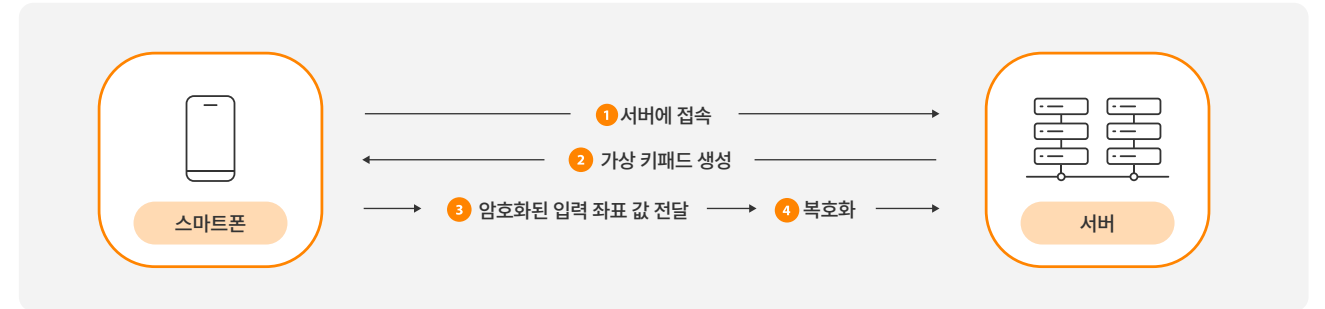 1 서버에 접속
2 가상 키패드 생성
3 암호화된 입력 좌표 값 전달
4 복호화
스마트폰
서버